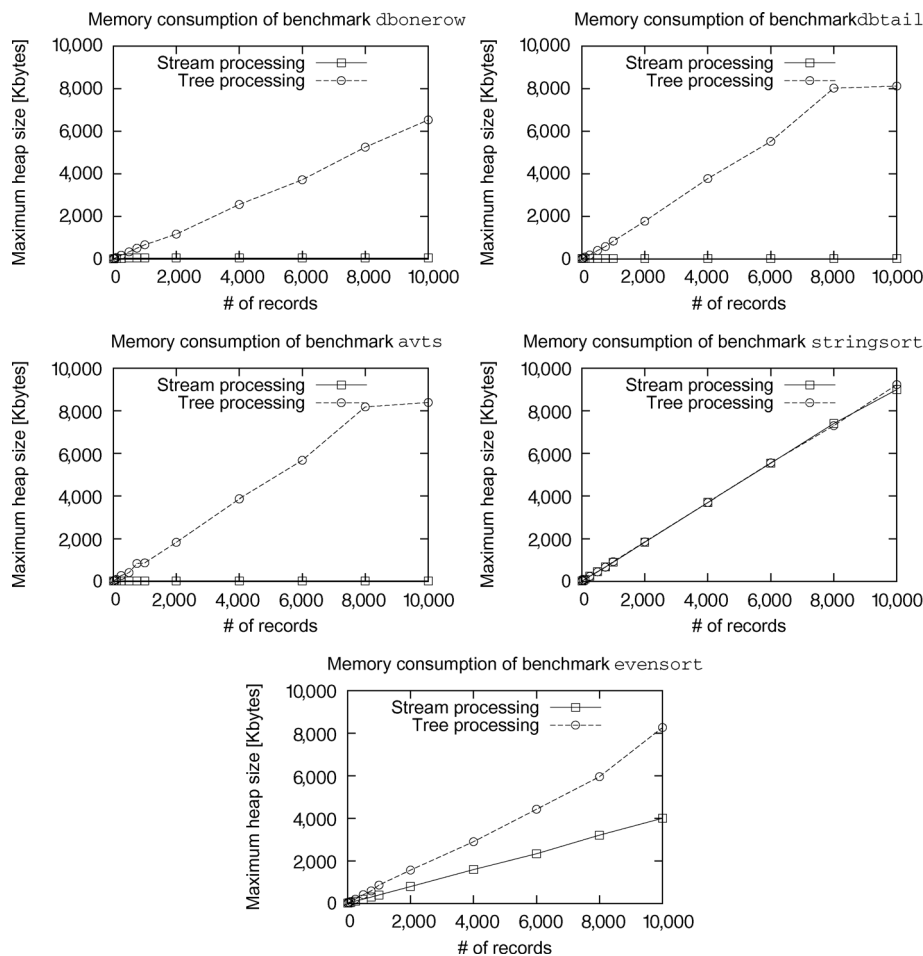 Memory consumption of benchmark dbonerow
10,000
8,000
6,000
4,000
2,000
0
Maximum heap size [Kbytes]
Stream processing
Tree processing
0 2,000 4,000 6,000 8,000 10,000
# of records
Memory consumption of benchmarkdbtail
10,000
8,000
6,000
4,000
2,000
0
Maximum heap size [Kbytes]
Stream processing
Tree processing
0 2,000 4,000 6,000 8,000 10,000
# of records
Memory consumption of benchmark avts
10,000
8,000
6,000
4,000
2,000
0
Maximum heap size [Kbytes]
Stream processing
Tree processing
0 2,000 4,000 6,000 8,000 10,000
# of records
Memory consumption of benchmark stringsort
10,000
8,000
6,000
4,000
2,000
0
Maximum heap size [Kbytes]
Stream processing
Tree processing
0 2,000 4,000 6,000 8,000 10,000
# of records
Memory consumption of benchmark evensort
10,000
8,000
6,000
4,000
2,000
0
Maximum heap size [Kbytes]
Stream processing
Tree processing
0 2,000 4,000 6,000 8,000 10,000
# of records